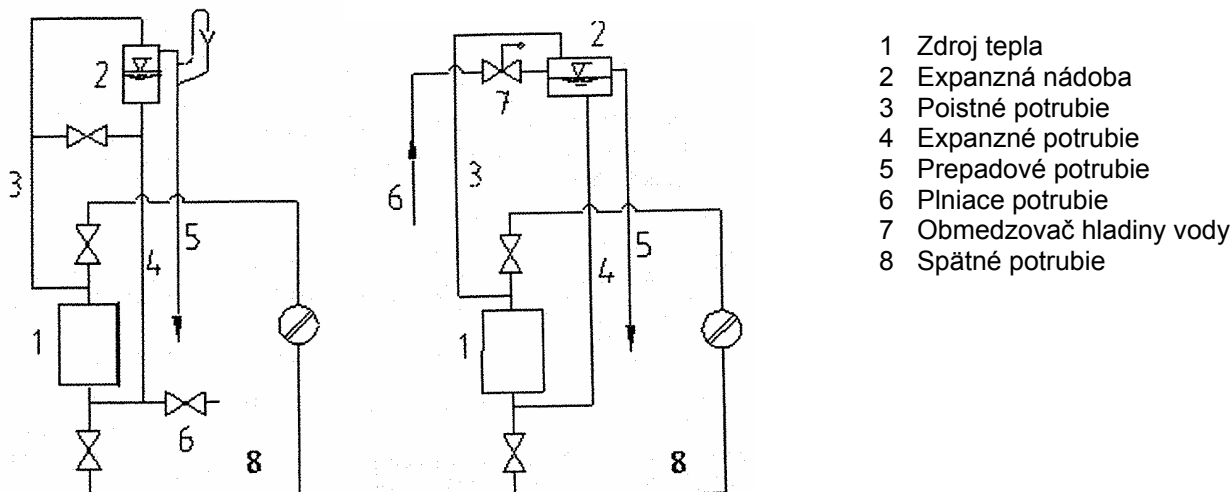 2
3
5
4
1
6
8
2
7
6
3
5
4
1
8
1 Zdroj tepla
2 Expanzná nádoba
3 Poistné potrubie
4 Expanzné potrubie
5 Prepadové potrubie
6 Plniace potrubie
7 Obmedzovač hladiny vody
8 Spätné potrubie